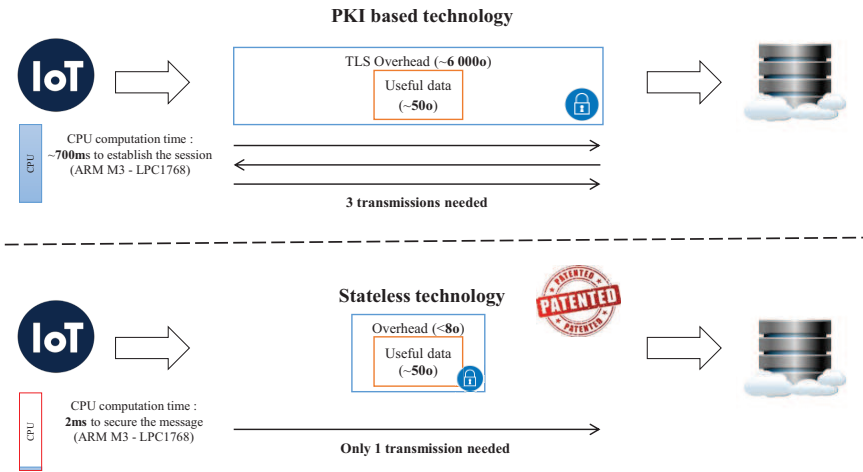 PKI based technology
IoT
TLS Overhead (~6 000o)
Useful data
(~50o)
CPU
CPU computation time :
~700ms to establish the session
(ARM M3 - LPC1768)
3 transmissions needed
PATENTED
PATENTED
PATENTED
Stateless technology
IoT
Overhead (<8o)
Useful data
(~50o)
CPU
CPU computation time :
2ms to secure the message
(ARM M3 - LPC1768)
Only 1 transmission needed